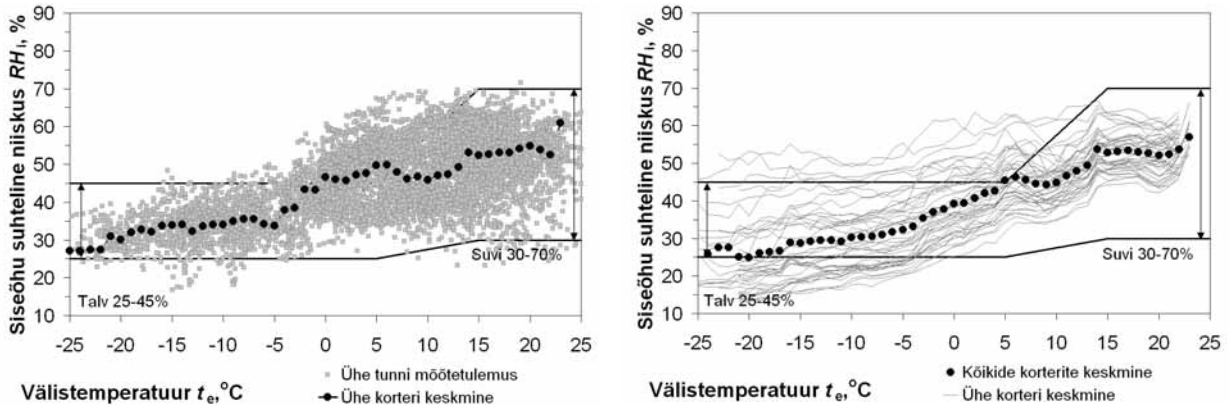 Siseõhu suhteline niiskus RHi, %
90
80
70
60
50
40
30
20
10
Talv 25-45%
Suvi 30-70%
-25 -20 -15 -10 -5 0 5 10 15 20 25
Välistemperatuur te,°C
Ühe tunni mõõtetulemus
Ühe korteri keskmine
Siseõhu suhteline niiskus RHi, %
90
80
70
60
50
40
30
20
10
Talv 25-45%
Suvi 30-70%
-25 -20 -15 -10 -5 0 5 10 15 20 25
Välistemperatuur te,°C
Kõikide korterite keskmine
Ühe korteri keskmine